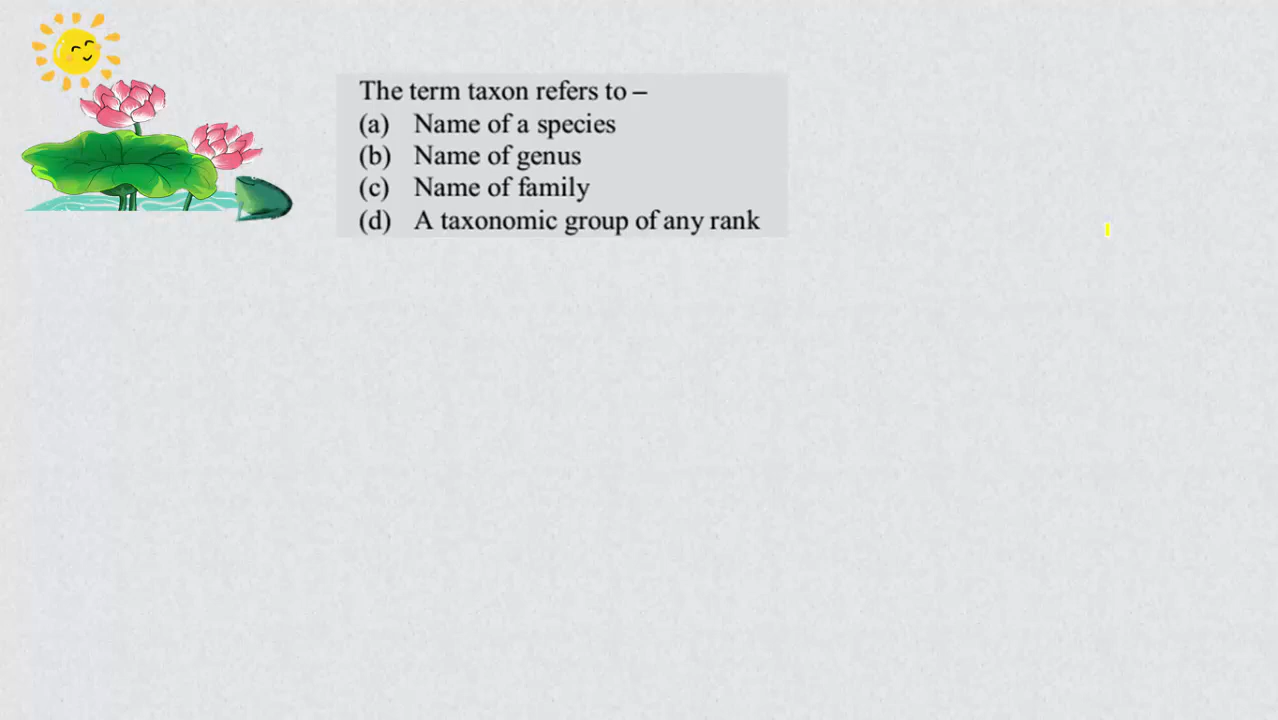 The term taxon refers to –
(a) Name of a species
(b) Name of genus
(c) Name of family
(d) A taxonomic group of any rank